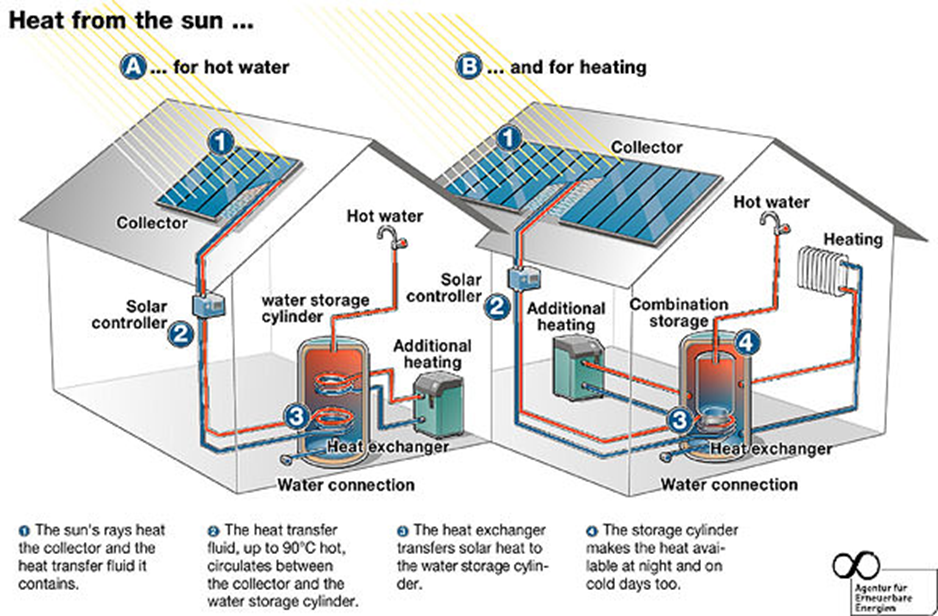 Heat from the sun ...
A ... for hot water
B ... and for heating
1
Collector
Hot water
Solar
controller
2
water storage
cylinder
Additional
heating
3
Heat exchanger
Water connection
1
Collector
Hot water
Heating
Solar
controller
2
Additional
heating
Combination
storage
4
3
Heat exchanger
Water connection
1 The sun's rays heat
the collector and the
heat transfer fluid it
contains.
2 The heat transfer
fluid, up to 90°C hot,
circulates between
the collector and the
water storage cylinder.
3 The heat exchanger
transfers solar heat to
the water storage cylin-
der.
4 The storage cylinder
makes the heat avai-
lable at night and on
cold days too.
Agentur für
Erneuerbare
Energien